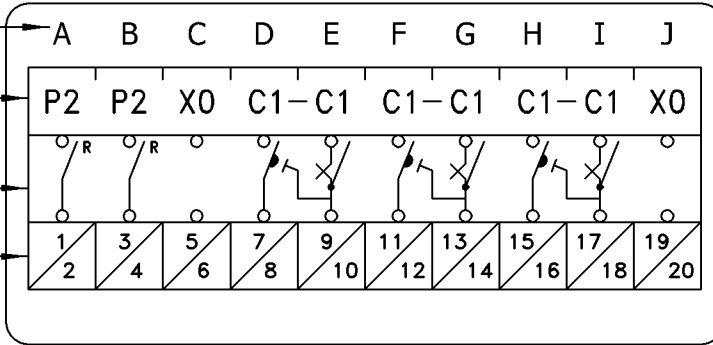 A B C D E F G H I J
P2 P2 X0 C1-C1 C1-C1 C1-C1 X0
R R
1 3 5 7 9 11 13 15 17 19
2 4 6 8 10 12 14 16 18 20